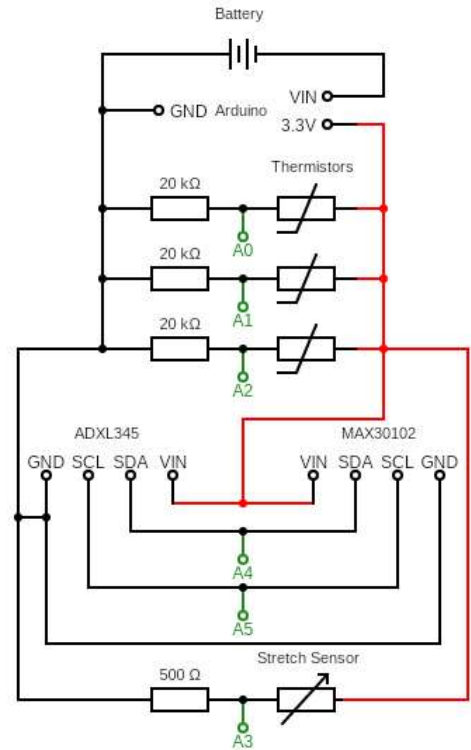 Battery
VIN
GND Arduino
3.3V
Thermistors
20 kΩ
A0
20 kΩ
A1
20 kΩ
A2
ADXL345 MAX30102
GND SCL SDA VIN VIN SDA SCL GND
A4
A5
Stretch Sensor
500 Ω
A3